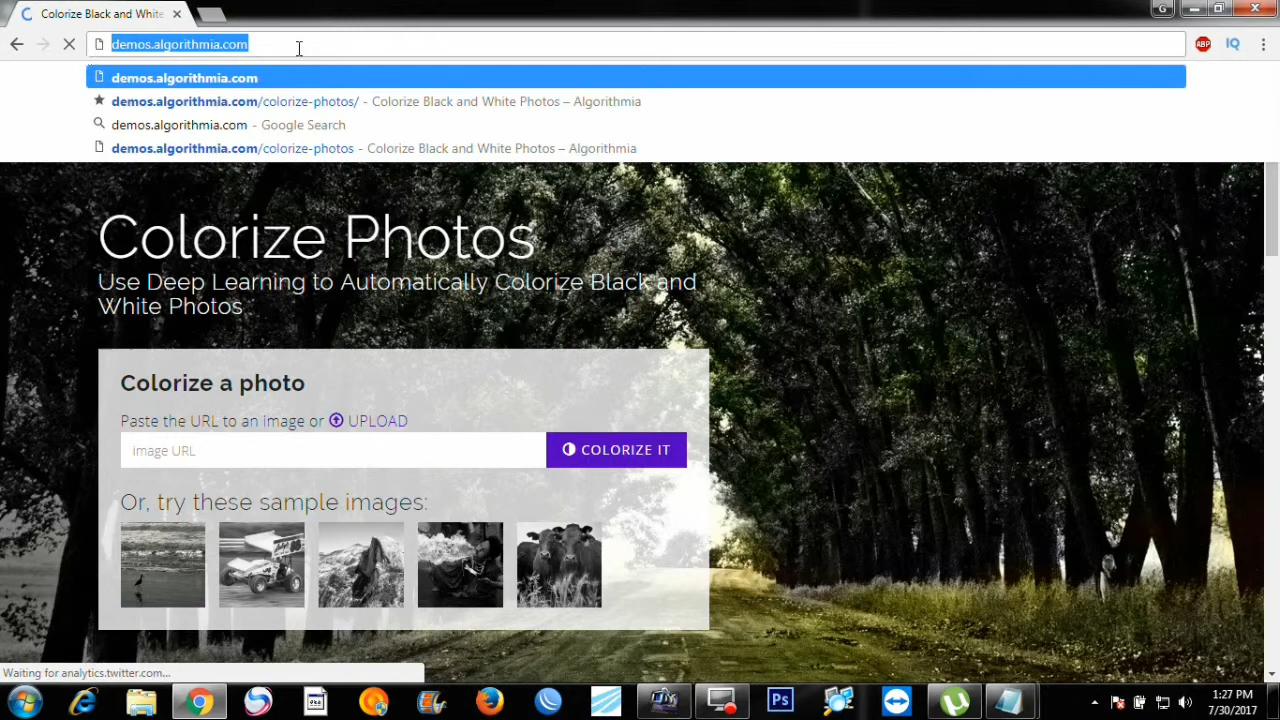 Colorize Black and White
G
demos.algorithmia.com
ABP
IQ
demos.algorithmia.com
demos.algorithmia.com/colorize-photos/ - Colorize Black and White Photos – Algorithmia
demos.algorithmia.com - Google Search
demos.algorithmia.com/colorize-photos - Colorize Black and White Photos – Algorithmia
Colorize Photos
Use Deep Learning to Automatically Colorize Black and
White Photos
Colorize a photo
Paste the URL to an image or UPLOAD
Image URL
COLORIZE IT
Or, try these sample images:
Waiting for analytics.twitter.com...
Ps
1:27 PM
7/30/2017